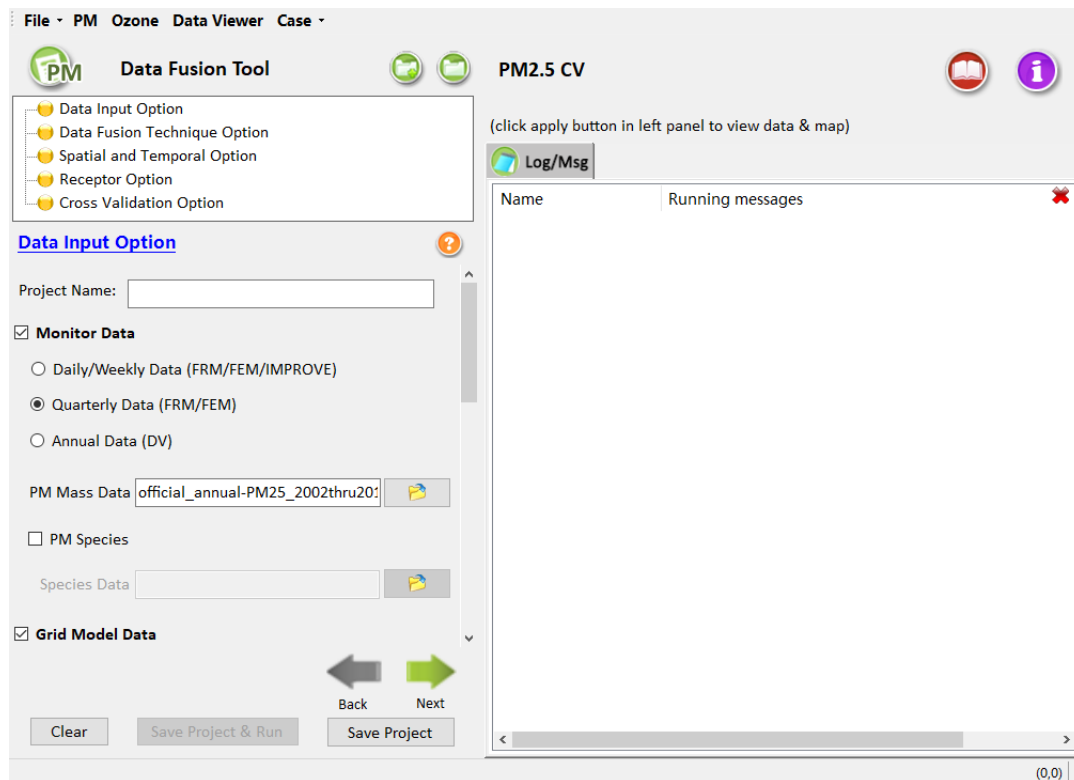 File PM Ozone Data Viewer Case
PM Data Fusion Tool
Data Input Option
Data Fusion Technique Option
Spatial and Temporal Option
Receptor Option
Cross Validation Option
Data Input Option ?
Project Name:
Monitor Data
Daily/Weekly Data (FRM/FEM/IMPROVE)
Quarterly Data (FRM/FEM)
Annual Data (DV)
PM Mass Data official_annual-PM25_2002thru201
PM Species
Species Data
Grid Model Data
Back Next
Clear Save Project & Run Save Project
PM2.5 CV i
(click apply button in left panel to view data & map)
Log/Msg
Name Running messages
(0,0)